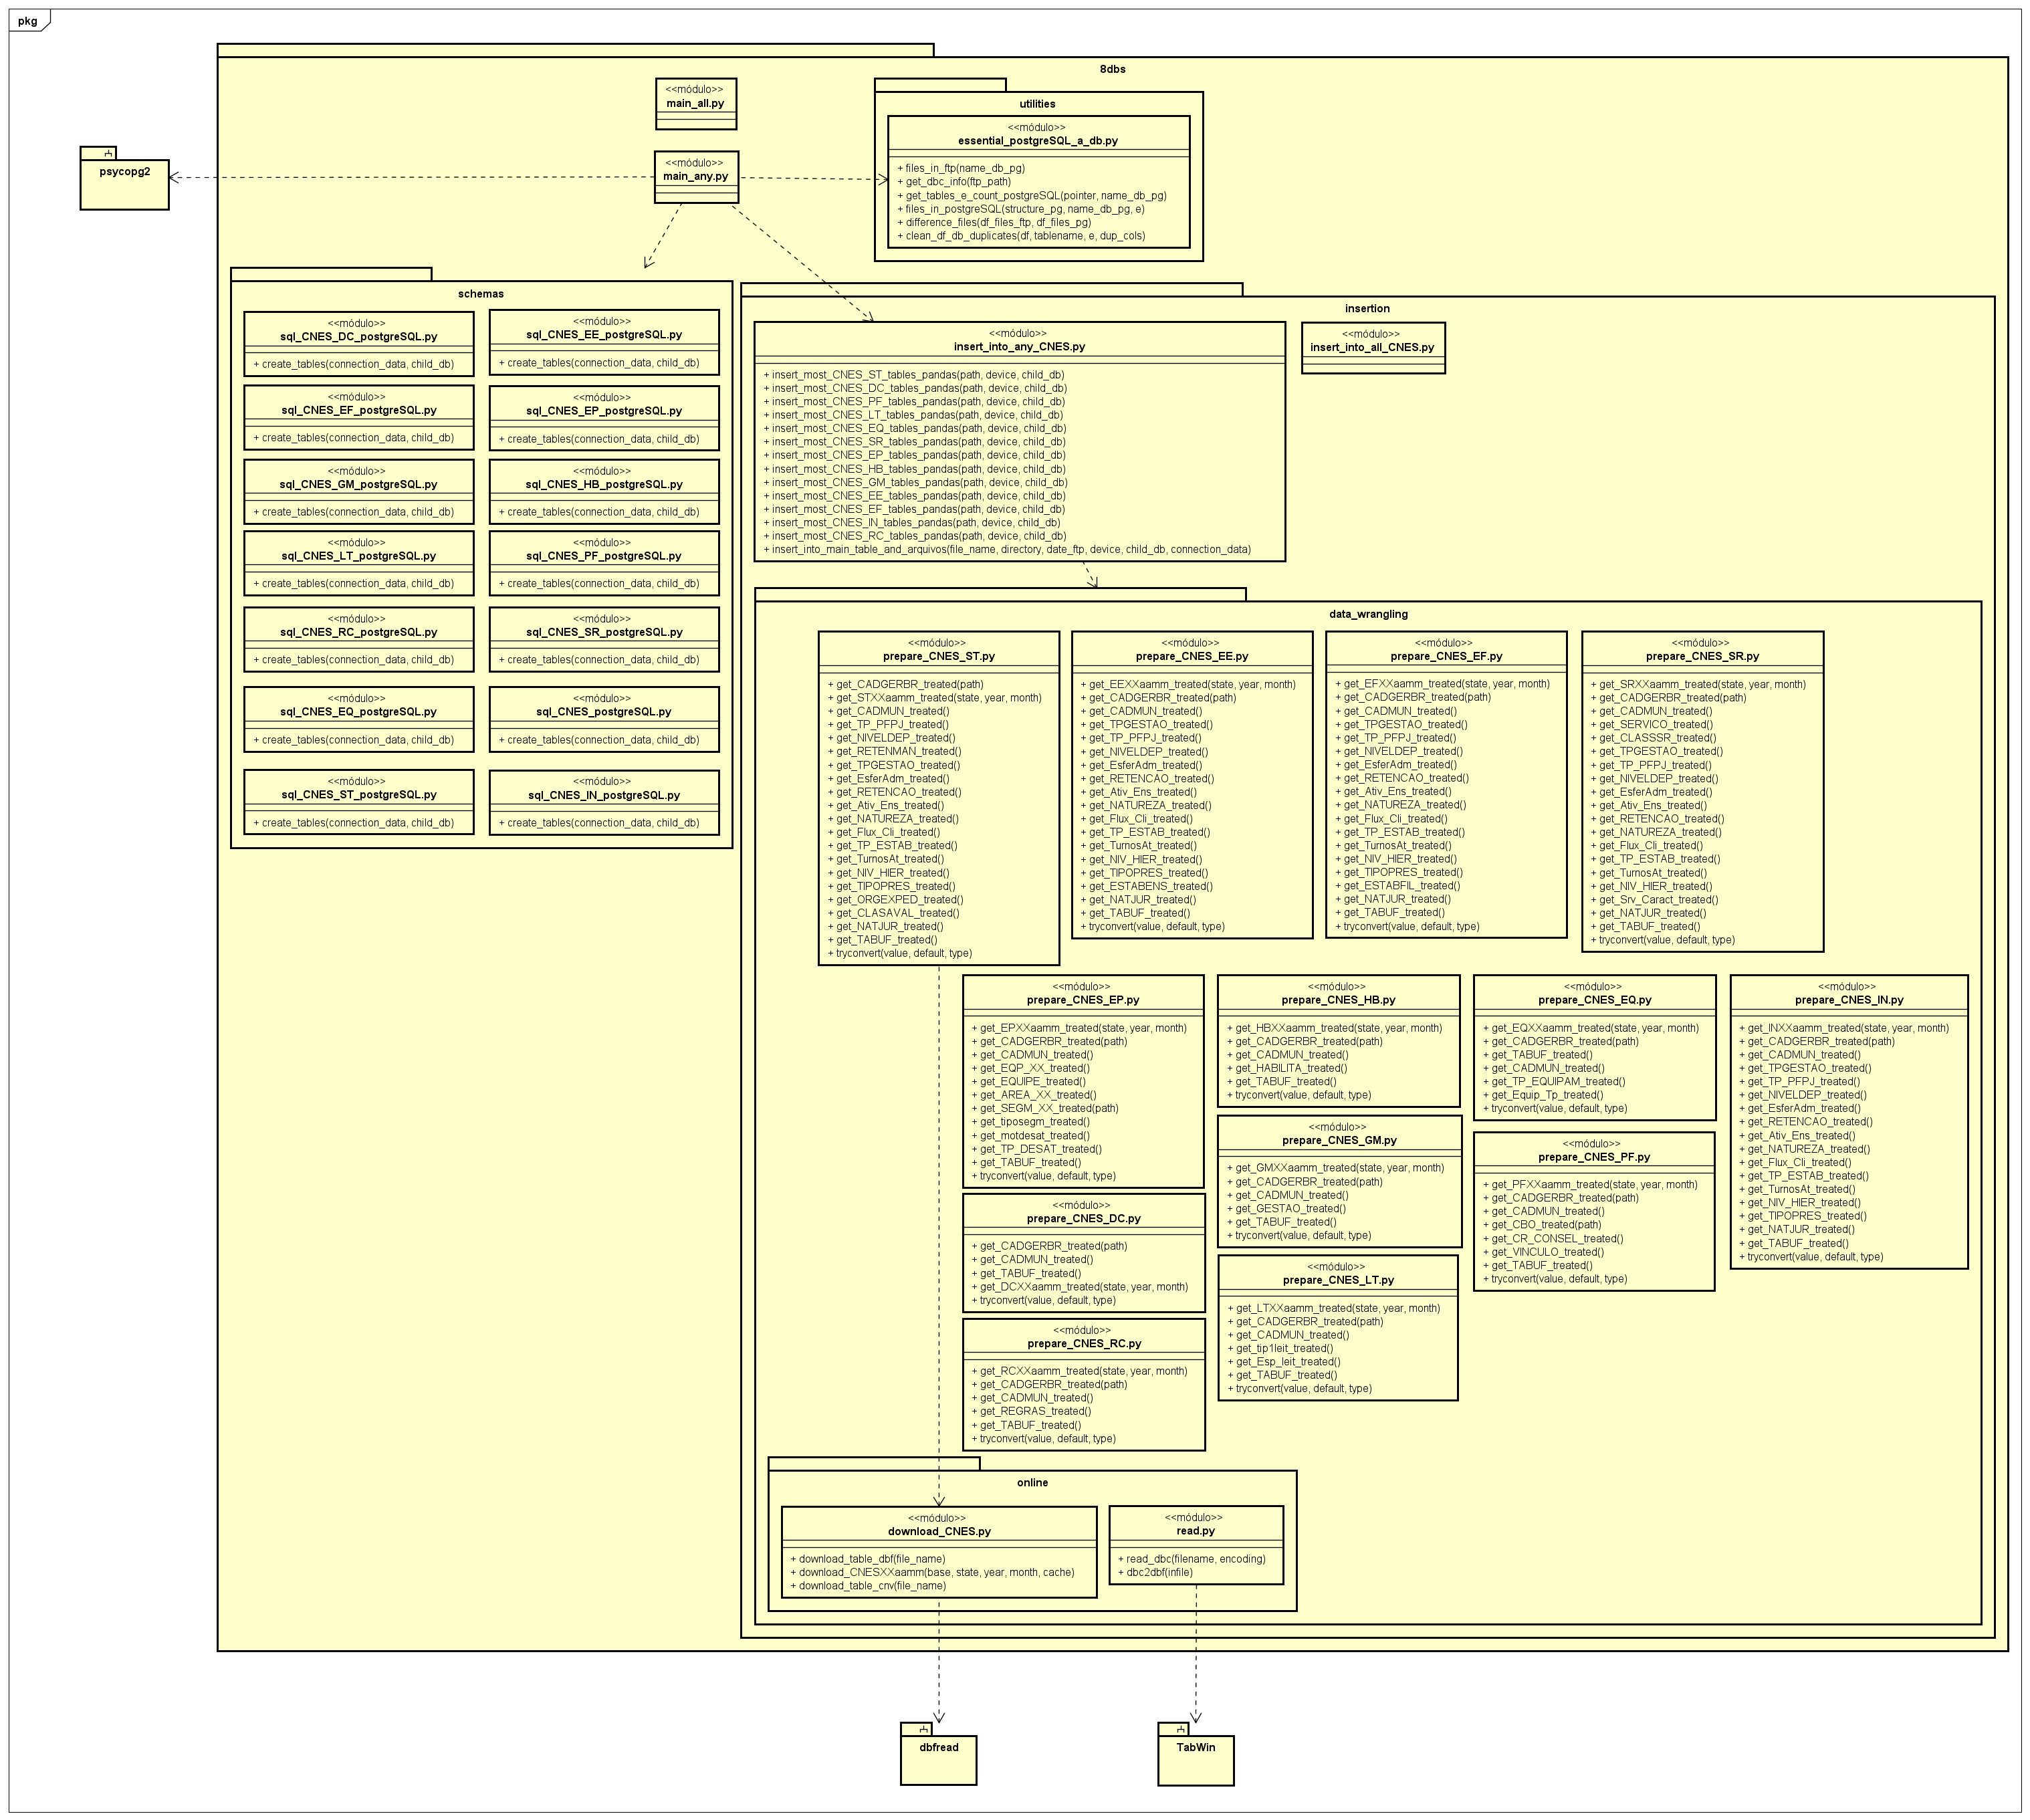 pkg
8dbs
<<módulo>>
main_all.py
<<módulo>>
main_any.py
psycopg2
utilities
<<módulo>>
essential_postgreSQL_a_db.py
+ files_in_ftp(name_db_pg)
+ get_dbc_info(ftp_path)
+ get_tables_e_count_postgreSQL(pointer, name_db_pg)
+ files_in_postgreSQL(structure_pg, name_db_pg, e)
+ difference_files(df_files_ftp, df_files_pg)
+ clean_df_db_duplicates(df, tablename, e, dup_cols)
schemas
<<módulo>>
sql_CNES_DC_postgreSQL.py
+ create_tables(connection_data, child_db)
<<módulo>>
sql_CNES_EE_postgreSQL.py
+ create_tables(connection_data, child_db)
<<módulo>>
sql_CNES_EF_postgreSQL.py
+ create_tables(connection_data, child_db)
<<módulo>>
sql_CNES_EP_postgreSQL.py
+ create_tables(connection_data, child_db)
<<módulo>>
sql_CNES_GM_postgreSQL.py
+ create_tables(connection_data, child_db)
<<módulo>>
sql_CNES_HB_postgreSQL.py
+ create_tables(connection_data, child_db)
<<módulo>>
sql_CNES_LT_postgreSQL.py
+ create_tables(connection_data, child_db)
<<módulo>>
sql_CNES_PF_postgreSQL.py
+ create_tables(connection_data, child_db)
<<módulo>>
sql_CNES_RC_postgreSQL.py
+ create_tables(connection_data, child_db)
<<módulo>>
sql_CNES_SR_postgreSQL.py
+ create_tables(connection_data, child_db)
<<módulo>>
sql_CNES_EQ_postgreSQL.py
+ create_tables(connection_data, child_db)
<<módulo>>
sql_CNES_postgreSQL.py
+ create_tables(connection_data, child_db)
<<módulo>>
sql_CNES_ST_postgreSQL.py
+ create_tables(connection_data, child_db)
<<módulo>>
sql_CNES_IN_postgreSQL.py
+ create_tables(connection_data, child_db)
insertion
<<módulo>>
insert_into_any_CNES.py
+ insert_most_CNES_ST_tables_pandas(path, device, child_db)
+ insert_most_CNES_DC_tables_pandas(path, device, child_db)
+ insert_most_CNES_PF_tables_pandas(path, device, child_db)
+ insert_most_CNES_LT_tables_pandas(path, device, child_db)
+ insert_most_CNES_EQ_tables_pandas(path, device, child_db)
+ insert_most_CNES_SR_tables_pandas(path, device, child_db)
+ insert_most_CNES_EP_tables_pandas(path, device, child_db)
+ insert_most_CNES_HB_tables_pandas(path, device, child_db)
+ insert_most_CNES_GM_tables_pandas(path, device, child_db)
+ insert_most_CNES_EE_tables_pandas(path, device, child_db)
+ insert_most_CNES_EF_tables_pandas(path, device, child_db)
+ insert_most_CNES_IN_tables_pandas(path, device, child_db)
+ insert_most_CNES_RC_tables_pandas(path, device, child_db)
+ insert_into_main_table_and_arquivos(file_name, directory, date_ftp, device, child_db, connection_data)
<<módulo>>
insert_into_all_CNES.py
data_wrangling
<<módulo>>
prepare_CNES_ST.py
+ get_CADGERBR_treated(path)
+ get_STXXaamm_treated(state, year, month)
+ get_CADMUN_treated()
+ get_TP_PFPJ_treated()
+ get_NIVELDEP_treated()
+ get_RETENMAN_treated()
+ get_TPGESTAO_treated()
+ get_EsferAdm_treated()
+ get_RETENCAO_treated()
+ get_Ativ_Ens_treated()
+ get_NATUREZA_treated()
+ get_Flux_Cli_treated()
+ get_TP_ESTAB_treated()
+ get_TurnosAt_treated()
+ get_NIV_HIER_treated()
+ get_TIPOPRES_treated()
+ get_ORGEXPED_treated()
+ get_CLASAVAL_treated()
+ get_NATJUR_treated()
+ get_TABUF_treated()
+ tryconvert(value, default, type)
<<módulo>>
prepare_CNES_EE.py
+ get_EEXXaamm_treated(state, year, month)
+ get_CADGERBR_treated(path)
+ get_CADMUN_treated()
+ get_TPGESTAO_treated()
+ get_TP_PFPJ_treated()
+ get_NIVELDEP_treated()
+ get_EsferAdm_treated()
+ get_RETENCAO_treated()
+ get_Ativ_Ens_treated()
+ get_NATUREZA_treated()
+ get_Flux_Cli_treated()
+ get_TP_ESTAB_treated()
+ get_TurnosAt_treated()
+ get_NIV_HIER_treated()
+ get_TIPOPRES_treated()
+ get_ESTABENS_treated()
+ get_NATJUR_treated()
+ get_TABUF_treated()
+ tryconvert(value, default, type)
<<módulo>>
prepare_CNES_EF.py
+ get_EFXXaamm_treated(state, year, month)
+ get_CADGERBR_treated(path)
+ get_CADMUN_treated()
+ get_TPGESTAO_treated()
+ get_TP_PFPJ_treated()
+ get_NIVELDEP_treated()
+ get_EsferAdm_treated()
+ get_RETENCAO_treated()
+ get_Ativ_Ens_treated()
+ get_NATUREZA_treated()
+ get_Flux_Cli_treated()
+ get_TP_ESTAB_treated()
+ get_TurnosAt_treated()
+ get_NIV_HIER_treated()
+ get_TIPOPRES_treated()
+ get_ESTABFIL_treated()
+ get_NATJUR_treated()
+ get_TABUF_treated()
+ tryconvert(value, default, type)
<<módulo>>
prepare_CNES_SR.py
+ get_SRXXaamm_treated(state, year, month)
+ get_CADGERBR_treated(path)
+ get_CADMUN_treated()
+ get_SERVICO_treated()
+ get_CLASSSR_treated()
+ get_TPGESTAO_treated()
+ get_TP_PFPJ_treated()
+ get_NIVELDEP_treated()
+ get_EsferAdm_treated()
+ get_Ativ_Ens_treated()
+ get_RETENCAO_treated()
+ get_NATUREZA_treated()
+ get_Flux_Cli_treated()
+ get_TP_ESTAB_treated()
+ get_TurnosAt_treated()
+ get_NIV_HIER_treated()
+ get_Srv_Caract_treated()
+ get_NATJUR_treated()
+ get_TABUF_treated()
+ tryconvert(value, default, type)
<<módulo>>
prepare_CNES_EP.py
+ get_EPXXaamm_treated(state, year, month)
+ get_CADGERBR_treated(path)
+ get_CADMUN_treated()
+ get_EQP_XX_treated()
+ get_EQUIPE_treated()
+ get_AREA_XX_treated()
+ get_SEGM_XX_treated(path)
+ get_tiposegm_treated()
+ get_motdesat_treated()
+ get_TP_DESAT_treated()
+ get_TABUF_treated()
+ tryconvert(value, default, type)
<<módulo>>
prepare_CNES_HB.py
+ get_HBXXaamm_treated(state, year, month)
+ get_CADGERBR_treated(path)
+ get_CADMUN_treated()
+ get_HABILITA_treated()
+ get_TABUF_treated()
+ tryconvert(value, default, type)
<<módulo>>
prepare_CNES_EQ.py
+ get_EQXXaamm_treated(state, year, month)
+ get_CADGERBR_treated(path)
+ get_TABUF_treated()
+ get_CADMUN_treated()
+ get_TP_EQUIPAM_treated()
+ get_Equip_Tp_treated()
+ tryconvert(value, default, type)
<<módulo>>
prepare_CNES_IN.py
+ get_INXXaamm_treated(state, year, month)
+ get_CADGERBR_treated(path)
+ get_CADMUN_treated()
+ get_TPGESTAO_treated()
+ get_TP_PFPJ_treated()
+ get_NIVELDEP_treated()
+ get_EsferAdm_treated()
+ get_RETENCAO_treated()
+ get_Ativ_Ens_treated()
+ get_NATUREZA_treated()
+ get_Flux_Cli_treated()
+ get_TP_ESTAB_treated()
+ get_TurnosAt_treated()
+ get_NIV_HIER_treated()
+ get_TIPOPRES_treated()
+ get_NATJUR_treated()
+ get_TABUF_treated()
+ tryconvert(value, default, type)
<<módulo>>
prepare_CNES_GM.py
+ get_GMXXaamm_treated(state, year, month)
+ get_CADGERBR_treated(path)
+ get_CADMUN_treated()
+ get_GESTAO_treated()
+ get_TABUF_treated()
+ tryconvert(value, default, type)
<<módulo>>
prepare_CNES_PF.py
+ get_PFXXaamm_treated(state, year, month)
+ get_CADGERBR_treated(path)
+ get_CADMUN_treated()
+ get_CBO_treated(path)
+ get_CR_CONSEL_treated()
+ get_VINCULO_treated()
+ get_TABUF_treated()
+ tryconvert(value, default, type)
<<módulo>>
prepare_CNES_DC.py
+ get_CADGERBR_treated(path)
+ get_CADMUN_treated()
+ get_TABUF_treated()
+ get_DCXXaamm_treated(state, year, month)
+ tryconvert(value, default, type)
<<módulo>>
prepare_CNES_LT.py
+ get_LTXXaamm_treated(state, year, month)
+ get_CADGERBR_treated(path)
+ get_CADMUN_treated()
+ get_tip1leit_treated()
+ get_Esp_leit_treated()
+ get_TABUF_treated()
+ tryconvert(value, default, type)
<<módulo>>
prepare_CNES_RC.py
+ get_RCXXaamm_treated(state, year, month)
+ get_CADGERBR_treated(path)
+ get_CADMUN_treated()
+ get_REGRAS_treated()
+ get_TABUF_treated()
+ tryconvert(value, default, type)
online
<<módulo>>
download_CNES.py
+ download_table_dbf(file_name)
+ download_CNESXXaamm(base, state, year, month, cache)
+ download_table_cnv(file_name)
<<módulo>>
read.py
+ read_dbc(filename, encoding)
+ dbc2dbf(infile)
dbfread
TabWin